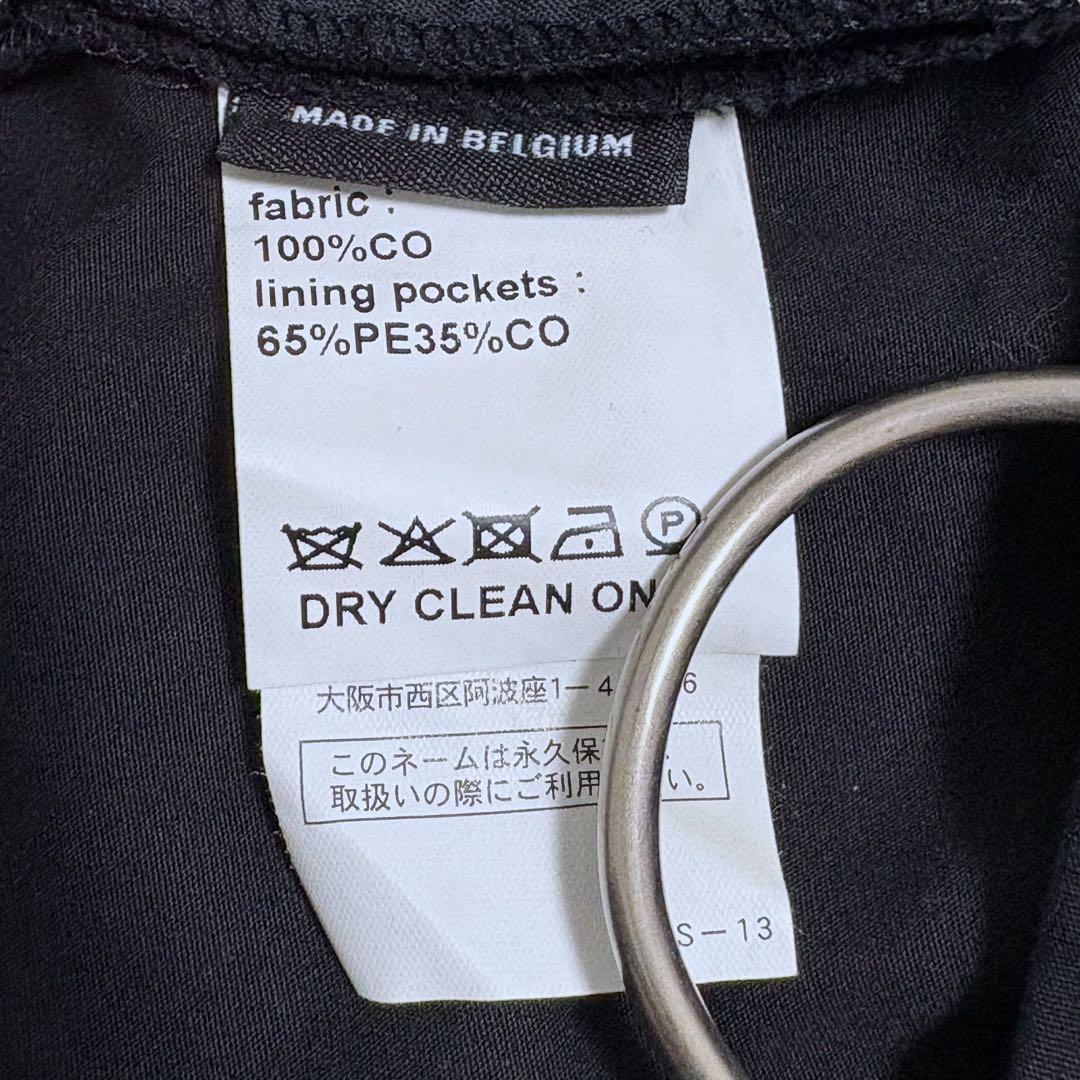 MADE IN BELGIUM
fabric :
100%CO
lining pockets :
65%PE35%CO
P
DRY CLEAN ON
大阪市西区阿波座1－4 6
このネームは永久保
取扱いの際にご利用 い。
S－13